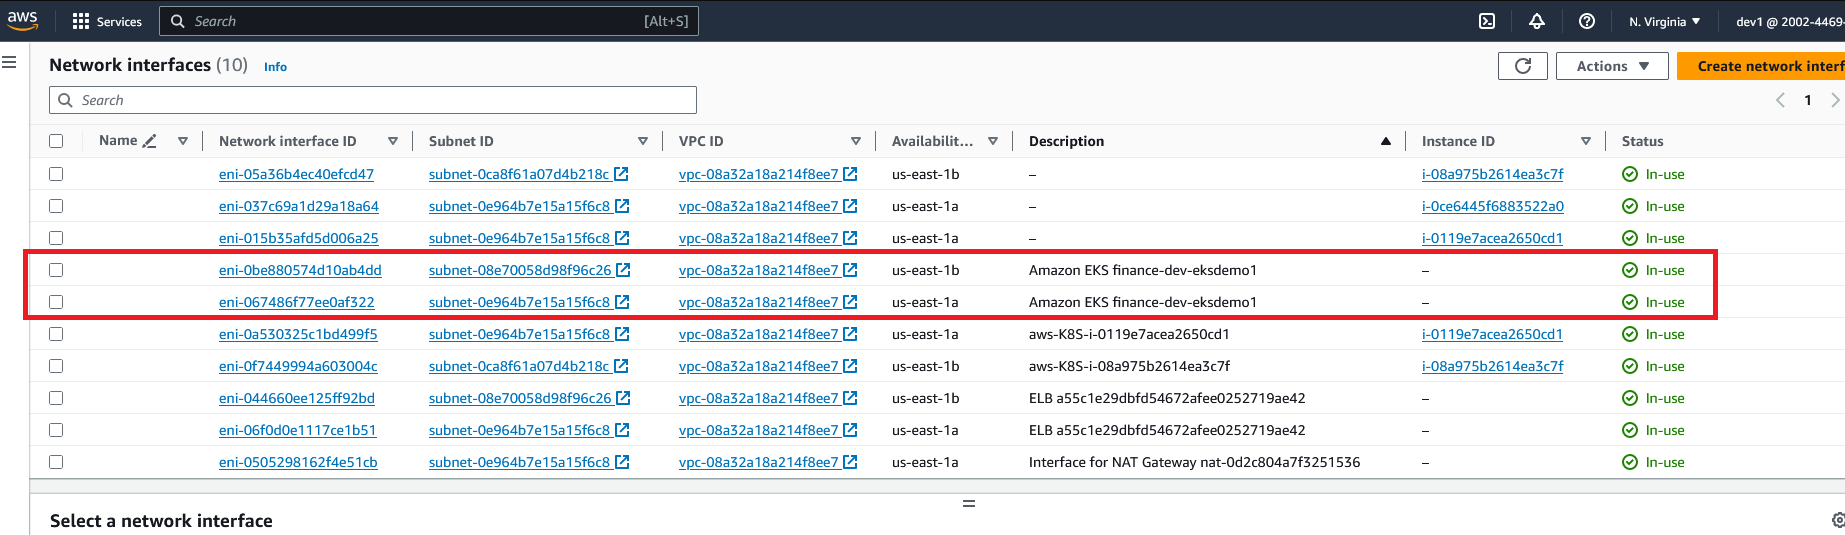 aws Services Search [Alt+S] N. Virginia dev1 @ 2002-4469-
Network interfaces (10) Info Actions Create network interf
Search 1
Name Network interface ID Subnet ID VPC ID Availabilit... Description Instance ID Status
eni-05a36b4ec40efcd47 subnet-0ca8f61a07d4b218c vpc-08a32a18a214f8ee7 us-east-1b – i-08a975b2614ea3c7f In-use
eni-037c69a1d29a18a64 subnet-0e964b7e15a15f6c8 vpc-08a32a18a214f8ee7 us-east-1a – i-0ce6445f6883522a0 In-use
eni-015b35afd5d006a25 subnet-0e964b7e15a15f6c8 vpc-08a32a18a214f8ee7 us-east-1a – i-0119e7acea2650cd1 In-use
eni-0be880574d10ab4dd subnet-08e70058d98f96c26 vpc-08a32a18a214f8ee7 us-east-1b Amazon EKS finance-dev-eksdemo1 – In-use
eni-067486f77ee0af322 subnet-0e964b7e15a15f6c8 vpc-08a32a18a214f8ee7 us-east-1a Amazon EKS finance-dev-eksdemo1 – In-use
eni-0a530325c1bd499f5 subnet-0e964b7e15a15f6c8 vpc-08a32a18a214f8ee7 us-east-1a aws-K8S-i-0119e7acea2650cd1 i-0119e7acea2650cd1 In-use
eni-0f7449994a603004c subnet-0ca8f61a07d4b218c vpc-08a32a18a214f8ee7 us-east-1b aws-K8S-i-08a975b2614ea3c7f i-08a975b2614ea3c7f In-use
eni-044660ee125ff92bd subnet-08e70058d98f96c26 vpc-08a32a18a214f8ee7 us-east-1b ELB a55c1e29dbfd54672afee0252719ae42 – In-use
eni-06f0d0e1117ce1b51 subnet-0e964b7e15a15f6c8 vpc-08a32a18a214f8ee7 us-east-1a ELB a55c1e29dbfd54672afee0252719ae42 – In-use
eni-0505298162f4e51cb subnet-0e964b7e15a15f6c8 vpc-08a32a18a214f8ee7 us-east-1a Interface for NAT Gateway nat-0d2c804a7f3251536 – In-use
Select a network interface